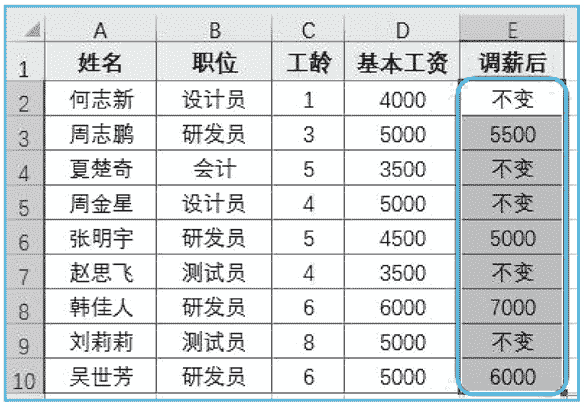 A B C D E
1 姓名 职位 工龄 基本工资 调薪后
2 何志新 设计员 1 4000 不变
3 周志鹏 研发员 3 5000 5500
4 夏楚奇 会计 5 3500 不变
5 周金星 设计员 4 5000 不变
6 张明宇 研发员 5 4500 5000
7 赵思飞 测试员 4 3500 不变
8 韩佳人 研发员 6 6000 7000
9 刘莉莉 测试员 8 5000 不变
10 吴世芳 研发员 6 5000 6000